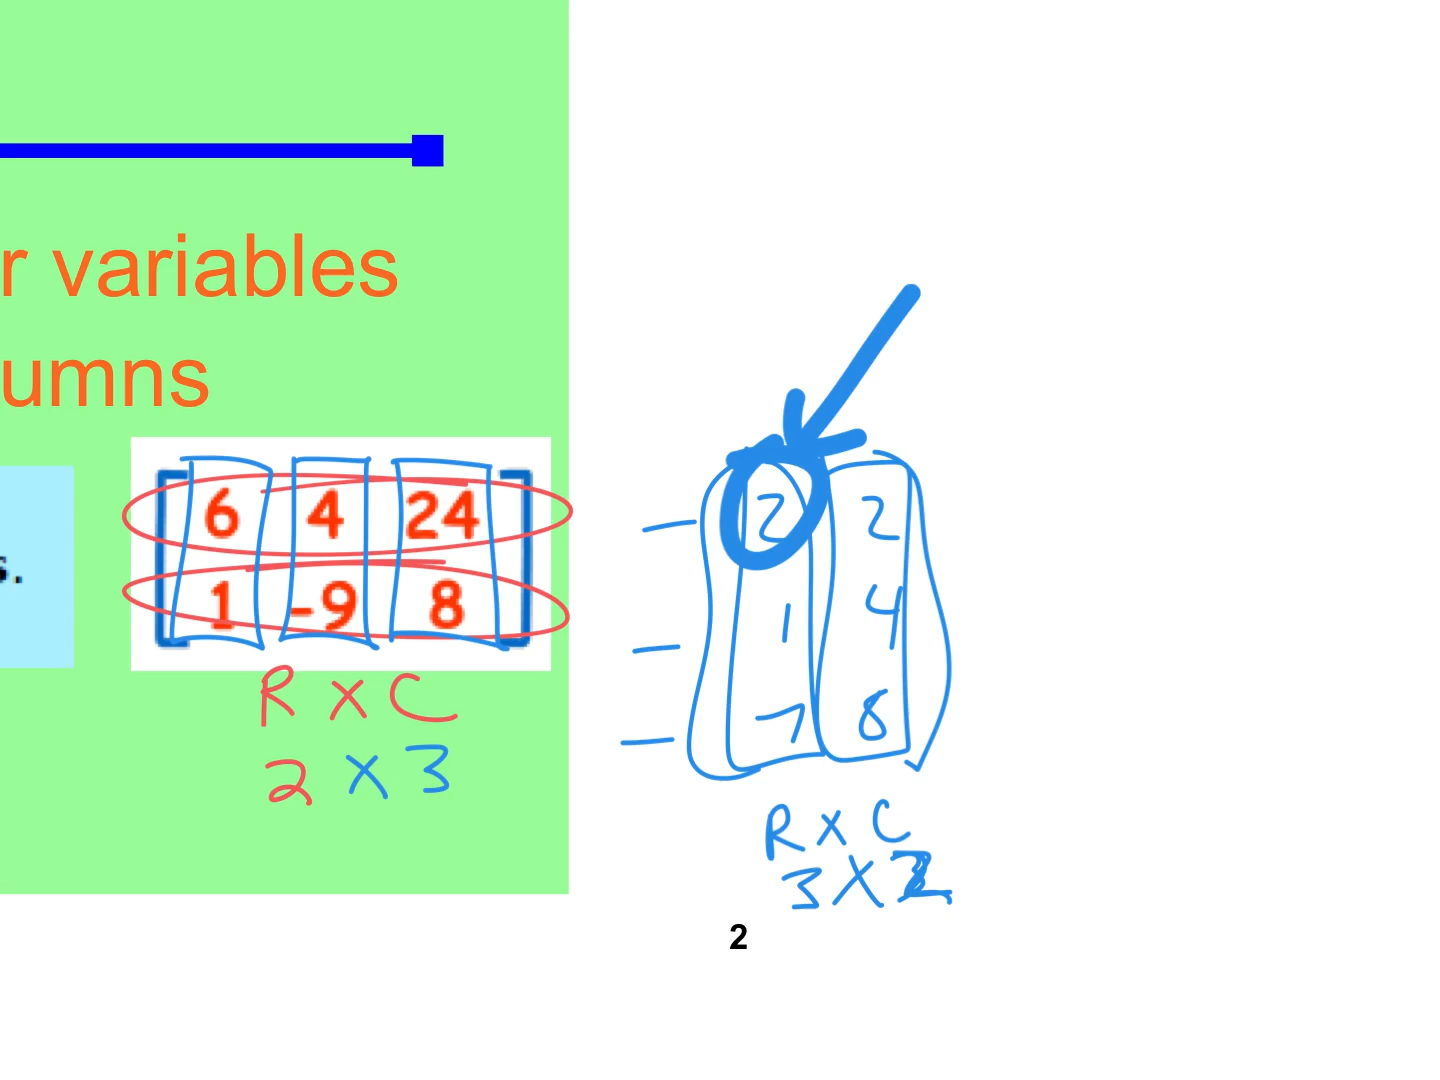 r variables
umns
s.
6 4 24
1 -9 8
R x C
2 x 3
2 2
1 4
-7 8
R x C
3 x 2
2